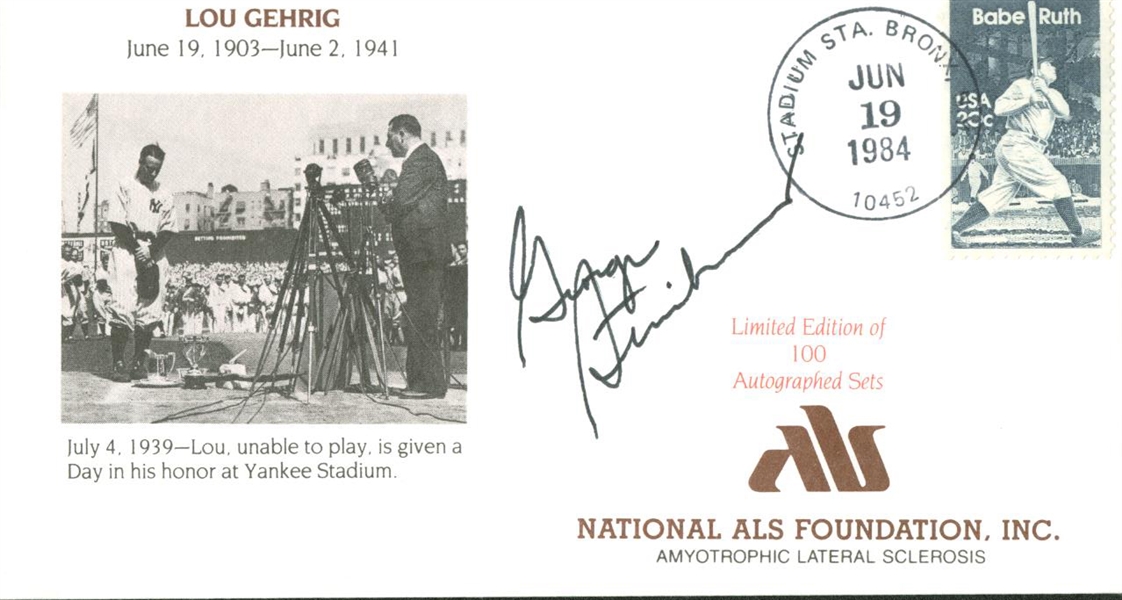 LOU GEHRIG
June 19, 1903—June 2, 1941
July 4, 1939—Lou, unable to play, is given a
Day in his honor at Yankee Stadium.
STADIUM STA. BRONX,
JUN
19
1984
10452
Babe Ruth
USA
20c
George
Limited Edition of
100
Autographed Sets
als
NATIONAL ALS FOUNDATION, INC.
AMYOTROPHIC LATERAL SCLEROSIS